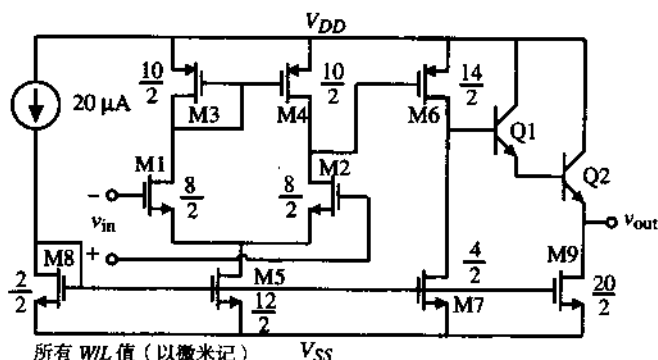 V_DD
10/2
10/2
14/2
20 μA
M3
M4
M6
Q1
M1
M2
Q2
8/2
8/2
−
v_in
+
v_out
M8
M5
4/2
M9
2/2
12/2
M7
20/2
所有 W/L 值（以微米记）
V_SS